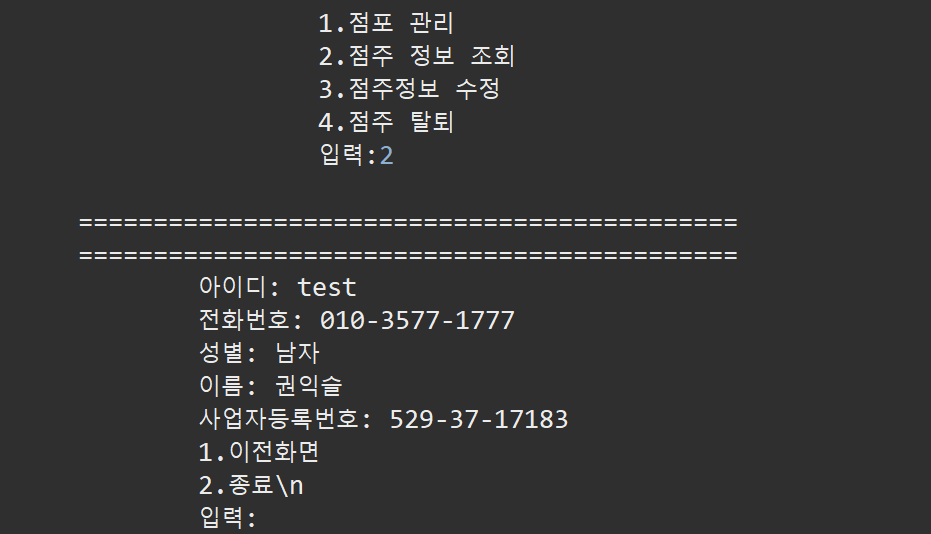 1.점포 관리
2.점주 정보 조회
3.점주정보 수정
4.점주 탈퇴
입력:2
============================================
============================================
아이디: test
전화번호: 010-3577-1777
성별: 남자
이름: 권익슬
사업자등록번호: 529-37-17183
1.이전화면
2.종료\n
입력: